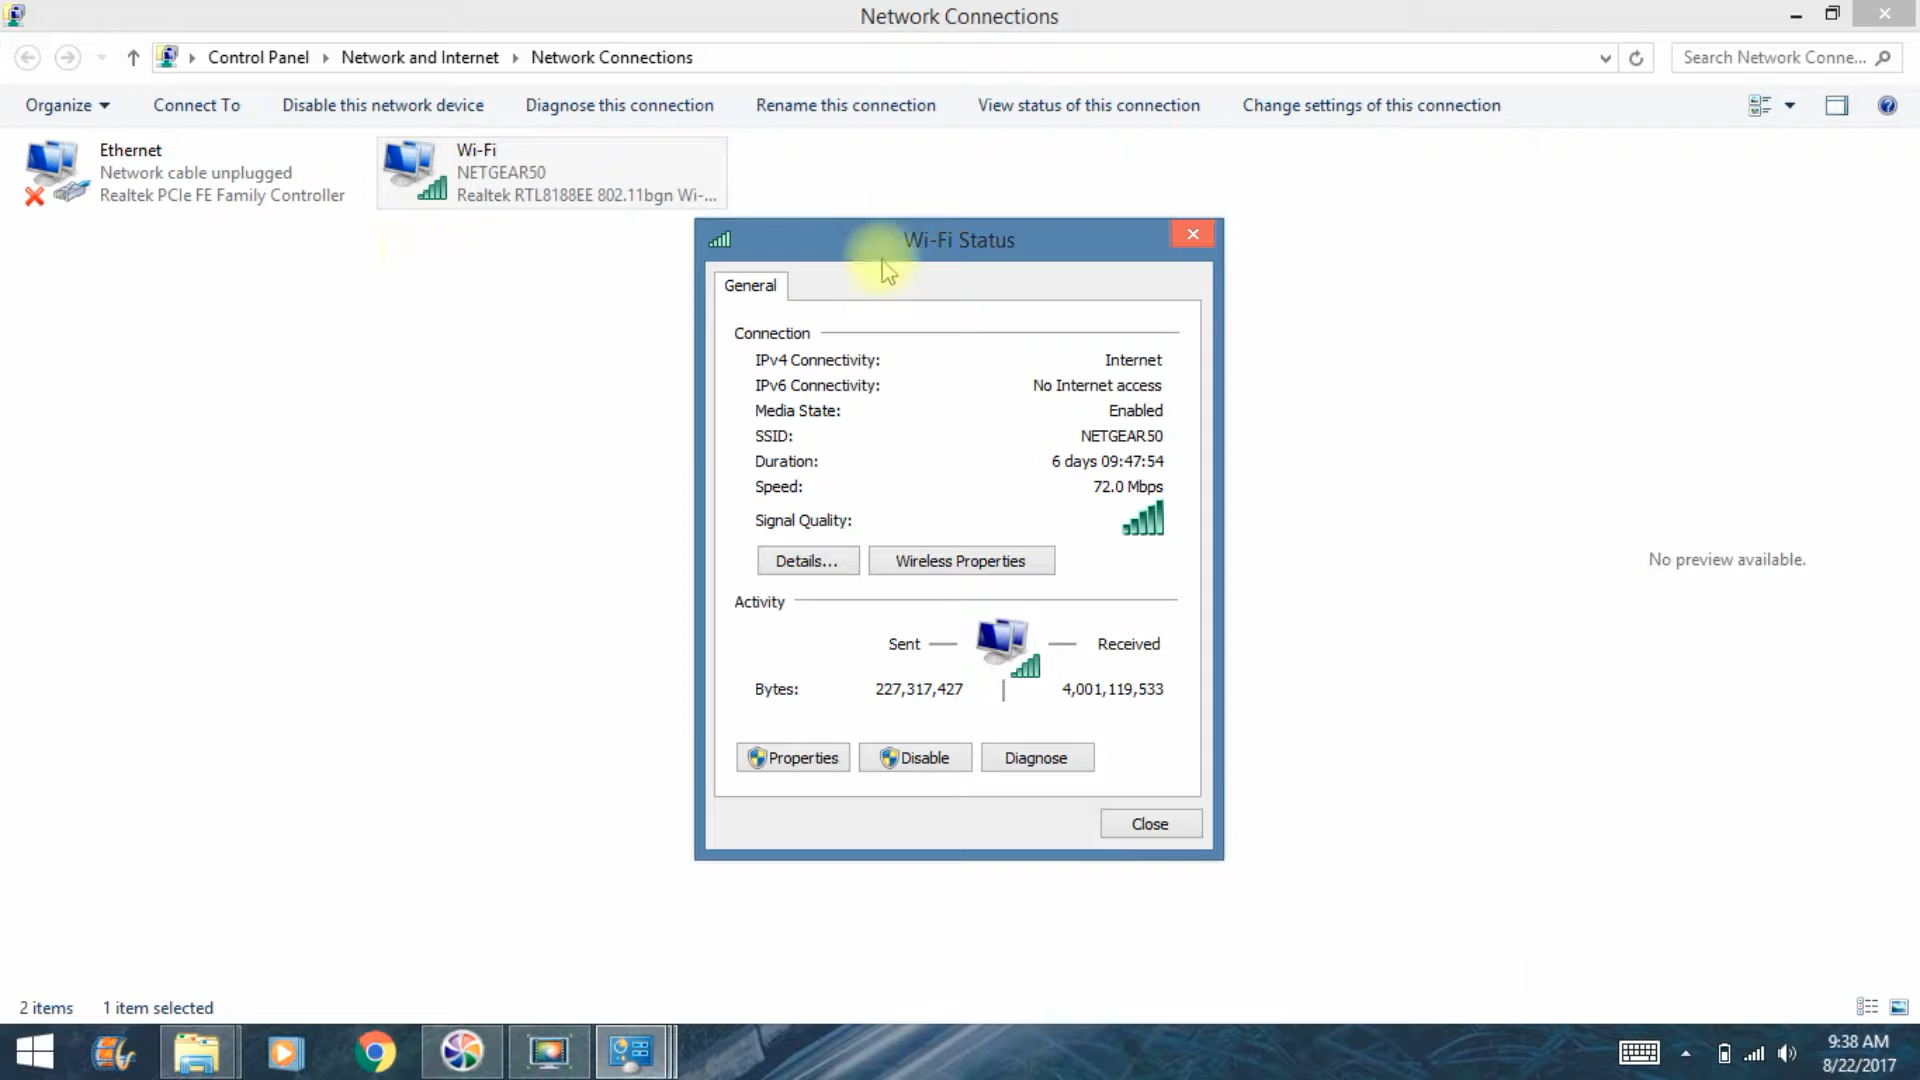 Network Connections
Control Panel Network and Internet Network Connections
Search Network Conne...
Organize Connect To Disable this network device Diagnose this connection Rename this connection View status of this connection Change settings of this connection
Ethernet
Network cable unplugged
Realtek PCIe FE Family Controller
Wi-Fi
NETGEAR50
Realtek RTL8188EE 802.11bgn Wi-...
Wi-Fi Status
General
Connection
IPv4 Connectivity: Internet
IPv6 Connectivity: No Internet access
Media State: Enabled
SSID: NETGEAR50
Duration: 6 days 09:47:54
Speed: 72.0 Mbps
Signal Quality:
Details... Wireless Properties
Activity
Sent Received
Bytes: 227,317,427 4,001,119,533
Properties Disable Diagnose
Close
No preview available.
2 items 1 item selected
9:38 AM
8/22/2017